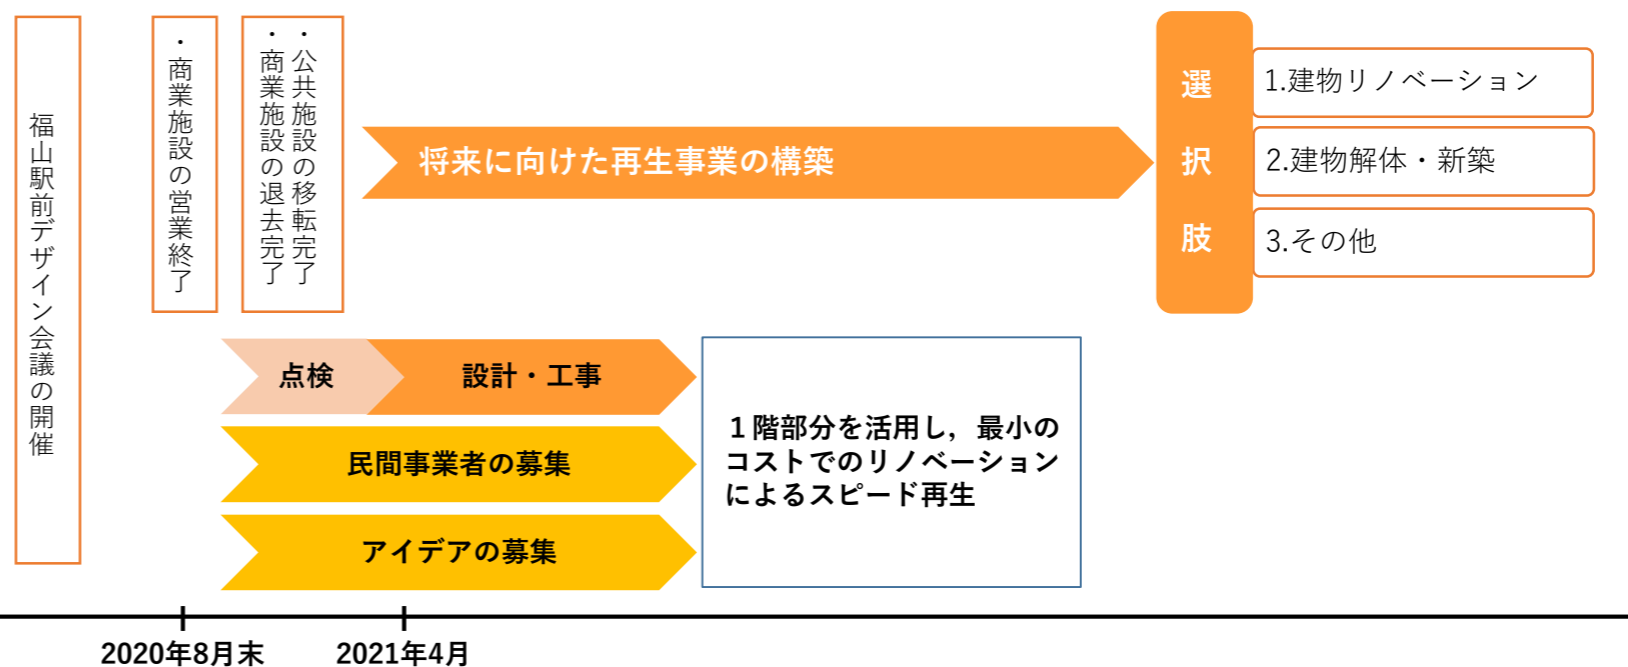 福山駅前デザイン会議の開催
・商業施設の営業終了
・公共施設の移転完了
・商業施設の退去完了
将来に向けた再生事業の構築
選択肢
1.建物リノベーション
2.建物解体・新築
3.その他
点検
設計・工事
民間事業者の募集
アイデアの募集
１階部分を活用し，最小の
コストでのリノベーション
によるスピード再生
2020年8月末
2021年4月